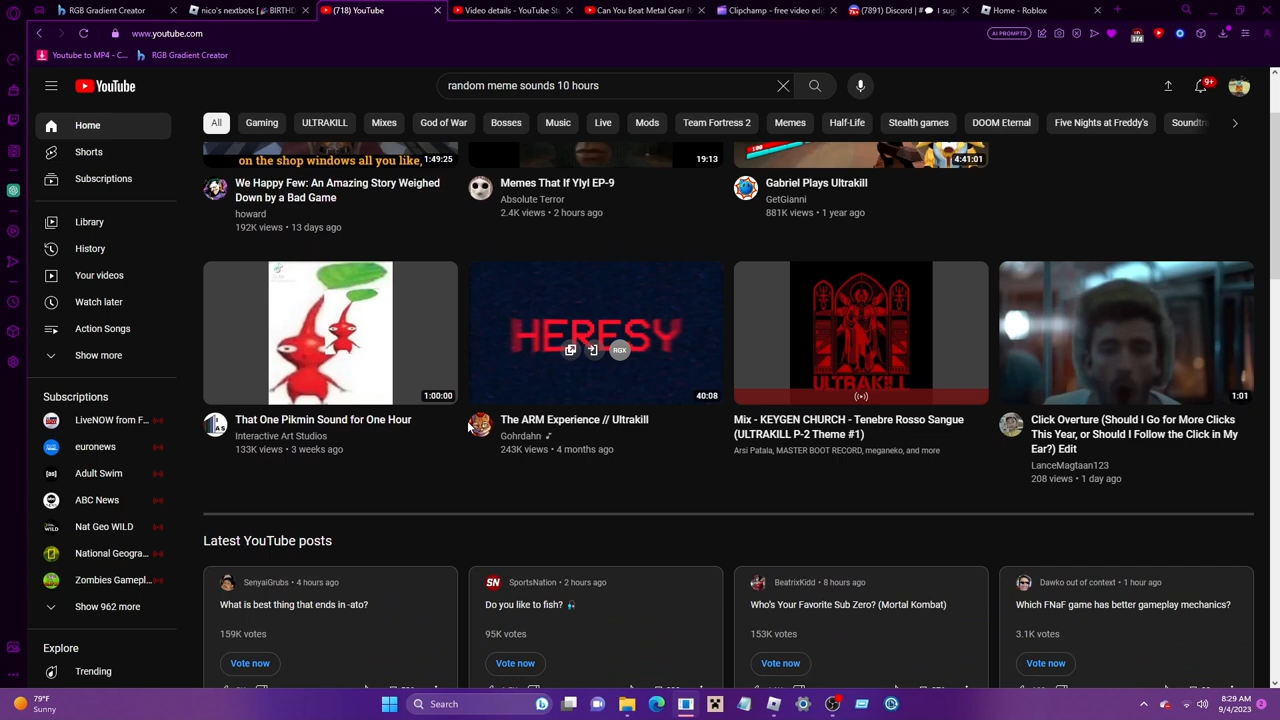 RGB Gradient Creator
nico's nextbots [🎉 BIRTHD
(718) YouTube
Video details - YouTube St
Can You Beat Metal Gear R
Clipchamp - free video edi
(7891) Discord | # 💬 | sug
Home - Roblox
www.youtube.com
AI PROMPTS
374
Youtube to MP4 - C...
RGB Gradient Creator
YouTube
random meme sounds 10 hours
9+
Home
Shorts
Subscriptions
Library
History
Your videos
Watch later
Action Songs
Show more
Subscriptions
LiveNOW from F...
euronews
Adult Swim
ABC News
Nat Geo WILD
National Geogra...
Zombies Gamepl...
Show 962 more
Explore
Trending
All
Gaming
ULTRAKILL
Mixes
God of War
Bosses
Music
Live
Mods
Team Fortress 2
Memes
Half-Life
Stealth games
DOOM Eternal
Five Nights at Freddy's
Soundtra
on the shop windows all you like,
1:49:25
We Happy Few: An Amazing Story Weighed
Down by a Bad Game
howard
192K views • 13 days ago
19:13
Memes That If Ylyl EP-9
Absolute Terror
2.4K views • 2 hours ago
4:41:01
Gabriel Plays Ultrakill
GetGianni
881K views • 1 year ago
1:00:00
That One Pikmin Sound for One Hour
Interactive Art Studios
133K views • 3 weeks ago
HERESY
RGX
40:08
The ARM Experience // Ultrakill
Gohrdahn
243K views • 4 months ago
ULTRAKILL
Mix - KEYGEN CHURCH - Tenebre Rosso Sangue
(ULTRAKILL P-2 Theme #1)
Arsi Patala, MASTER BOOT RECORD, meganeko, and more
1:01
Click Overture (Should I Go for More Clicks
This Year, or Should I Follow the Click in My
Ear?) Edit
LanceMagtaan123
208 views • 1 day ago
Latest YouTube posts
SenyaiGrubs • 4 hours ago
What is best thing that ends in -ato?
159K votes
Vote now
SportsNation • 2 hours ago
Do you like to fish? 🎣
95K votes
Vote now
BeatrixKidd • 8 hours ago
Who's Your Favorite Sub Zero? (Mortal Kombat)
153K votes
Vote now
Dawko out of context • 1 hour ago
Which FNaF game has better gameplay mechanics?
3.1K votes
Vote now
79°F
Sunny
Search
8:29 AM
9/4/2023
2